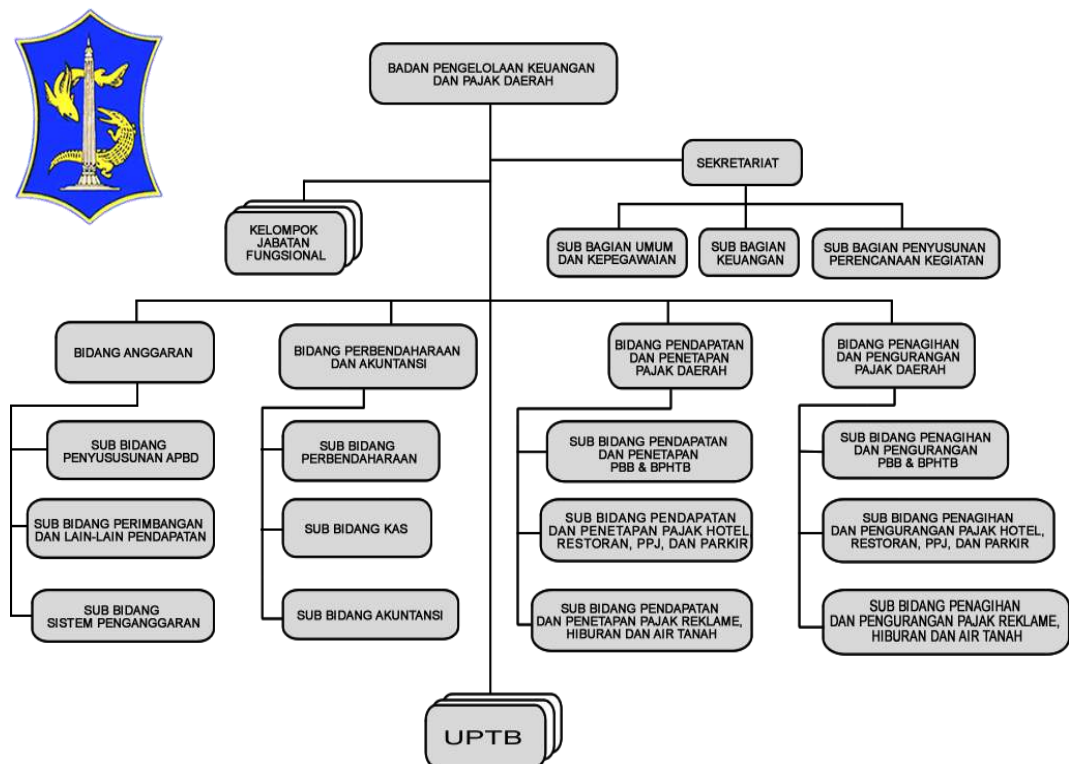 BADAN PENGELOLAAN KEUANGAN
DAN PAJAK DAERAH
SEKRETARIAT
KELOMPOK
JABATAN
FUNGSIONAL
SUB BAGIAN UMUM
DAN KEPEGAWAIAN
SUB BAGIAN
KEUANGAN
SUB BAGIAN PENYUSUNAN
PERENCANAAN KEGIATAN
BIDANG ANGGARAN
BIDANG PERBENDAHARAAN
DAN AKUNTANSI
BIDANG PENDAPATAN
DAN PENETAPAN
PAJAK DAERAH
BIDANG PENAGIHAN
DAN PENGURANGAN
PAJAK DAERAH
SUB BIDANG
PENYUSUSUNAN APBD
SUB BIDANG
PERBENDAHARAAN
SUB BIDANG PENDAPATAN
DAN PENETAPAN
PBB & BPHTB
SUB BIDANG PENAGIHAN
DAN PENGURANGAN
PBB & BPHTB
SUB BIDANG PERIMBANGAN
DAN LAIN-LAIN PENDAPATAN
SUB BIDANG KAS
SUB BIDANG PENDAPATAN
DAN PENETAPAN PAJAK HOTEL,
RESTORAN, PPJ, DAN PARKIR
SUB BIDANG PENAGIHAN
DAN PENGURANGAN PAJAK HOTEL,
RESTORAN, PPJ, DAN PARKIR
SUB BIDANG
SISTEM PENGANGGARAN
SUB BIDANG AKUNTANSI
SUB BIDANG PENDAPATAN
DAN PENETAPAN PAJAK REKLAME,
HIBURAN DAN AIR TANAH
SUB BIDANG PENAGIHAN
DAN PENGURANGAN PAJAK REKLAME,
HIBURAN DAN AIR TANAH
UPTB